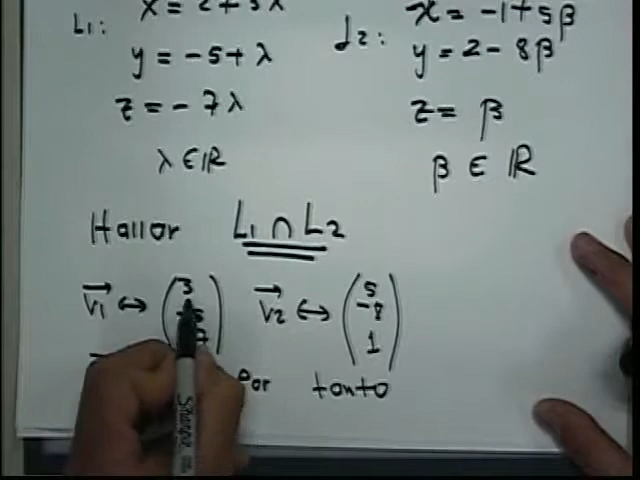 L1: x = 2 + 3λ
y = -5 + λ
z = - 7λ
λ ∈ ℝ
L2: x = -1 + 5β
y = 2 - 8β
z = β
β ∈ ℝ
Hallar L1 ∩ L2
V1 ↔ ( 3
V2 ↔ ( 5 -8 1 )
Por tanto
Sharpie